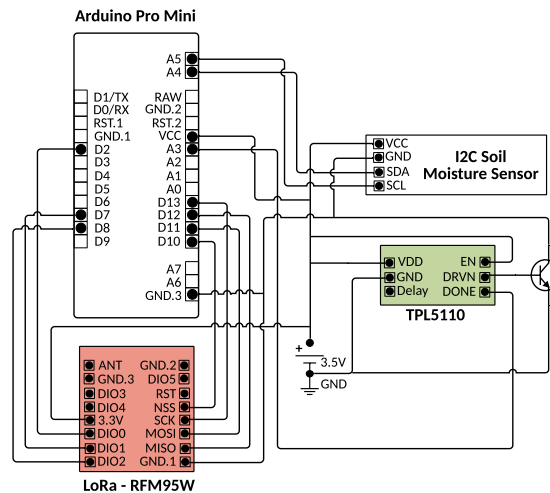 Arduino Pro Mini
A5
A4
D1/TX RAW
D0/RX GND.2
RST.1 RST.2
GND.1 VCC
D2 A3
D3 A2
D4 A1
D5 A0
D6 D13
D7 D12
D8 D11
D9 D10
A7
A6
GND.3
VCC
GND
SDA
SCL
I2C Soil
Moisture Sensor
VDD EN
GND DRVN
Delay DONE
TPL5110
+
3.5V
GND
ANT GND.2
GND.3 DIO5
DIO3 RST
DIO4 NSS
3.3V SCK
DIO0 MOSI
DIO1 MISO
DIO2 GND.1
LoRa - RFM95W